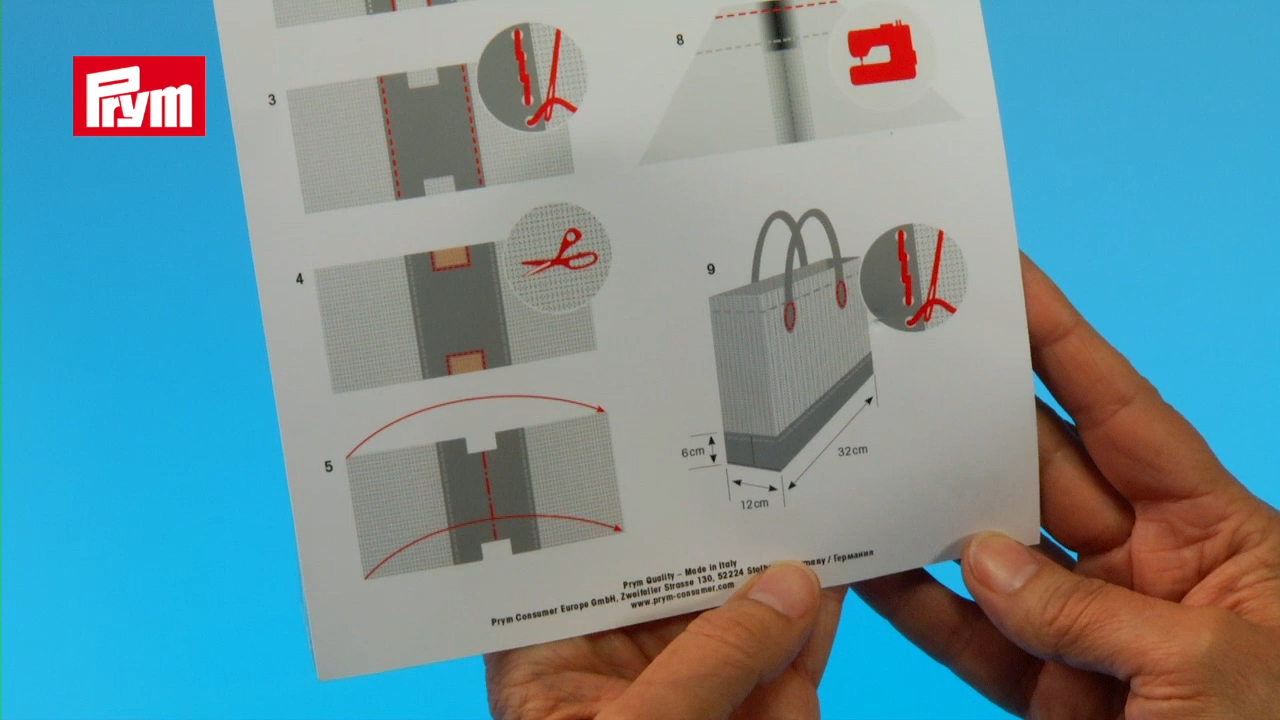 Prym
3
4
5
8
9
6cm
12cm
32cm
Prym Quality – Made in Italy
Prym Consumer Europe GmbH, Zweifaller Strasse 130, 52224 / Германия
www.prym-consumer.com